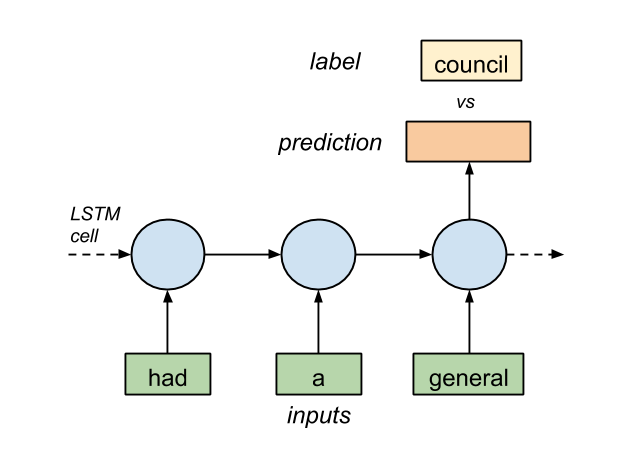 label
council
vs
prediction
LSTM
cell
had
a
general
inputs